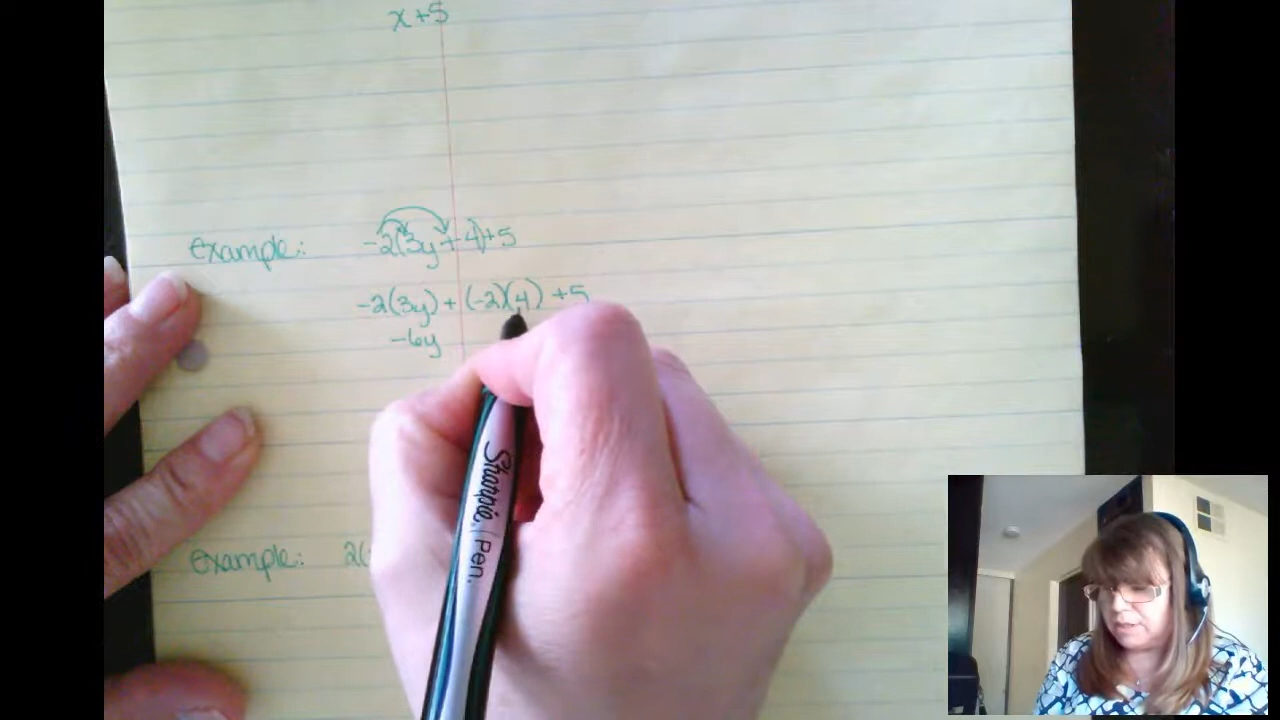 x+5
example: -2(3y+4)+5
-2(3y) + (-2)(4) +5
-6y
example: 2(
Sharpie. Pen.